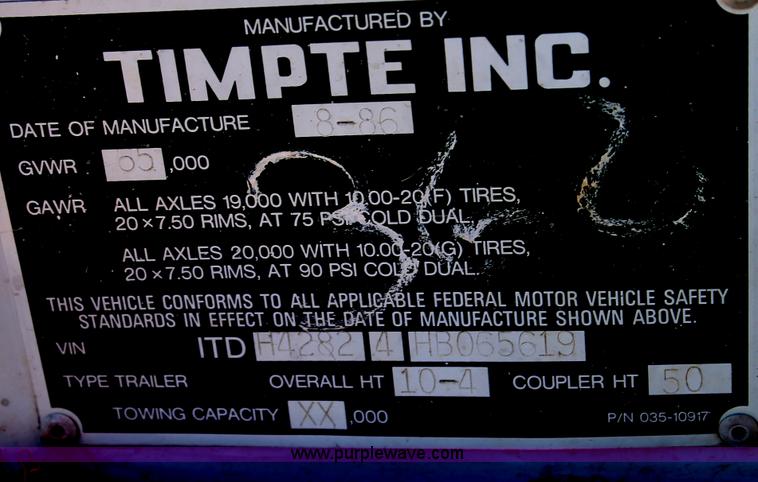 MANUFACTURED BY
TIMPTE INC.
DATE OF MANUFACTURE 8-86
GVWR 65,000
GAWR ALL AXLES 19,000 WITH 10.00-20(F) TIRES,
20×7.50 RIMS, AT 75 PSI COLD DUAL.
ALL AXLES 20,000 WITH 10.00-20(G) TIRES,
20×7.50 RIMS, AT 90 PSI COLD DUAL.
THIS VEHICLE CONFORMS TO ALL APPLICABLE FEDERAL MOTOR VEHICLE SAFETY
STANDARDS IN EFFECT ON THE DATE OF MANUFACTURE SHOWN ABOVE.
VIN ITD H4282 4 HB065619
TYPE TRAILER OVERALL HT 10-4 COUPLER HT 50
TOWING CAPACITY XX,000 P/N 035-10917
www.purplewave.com